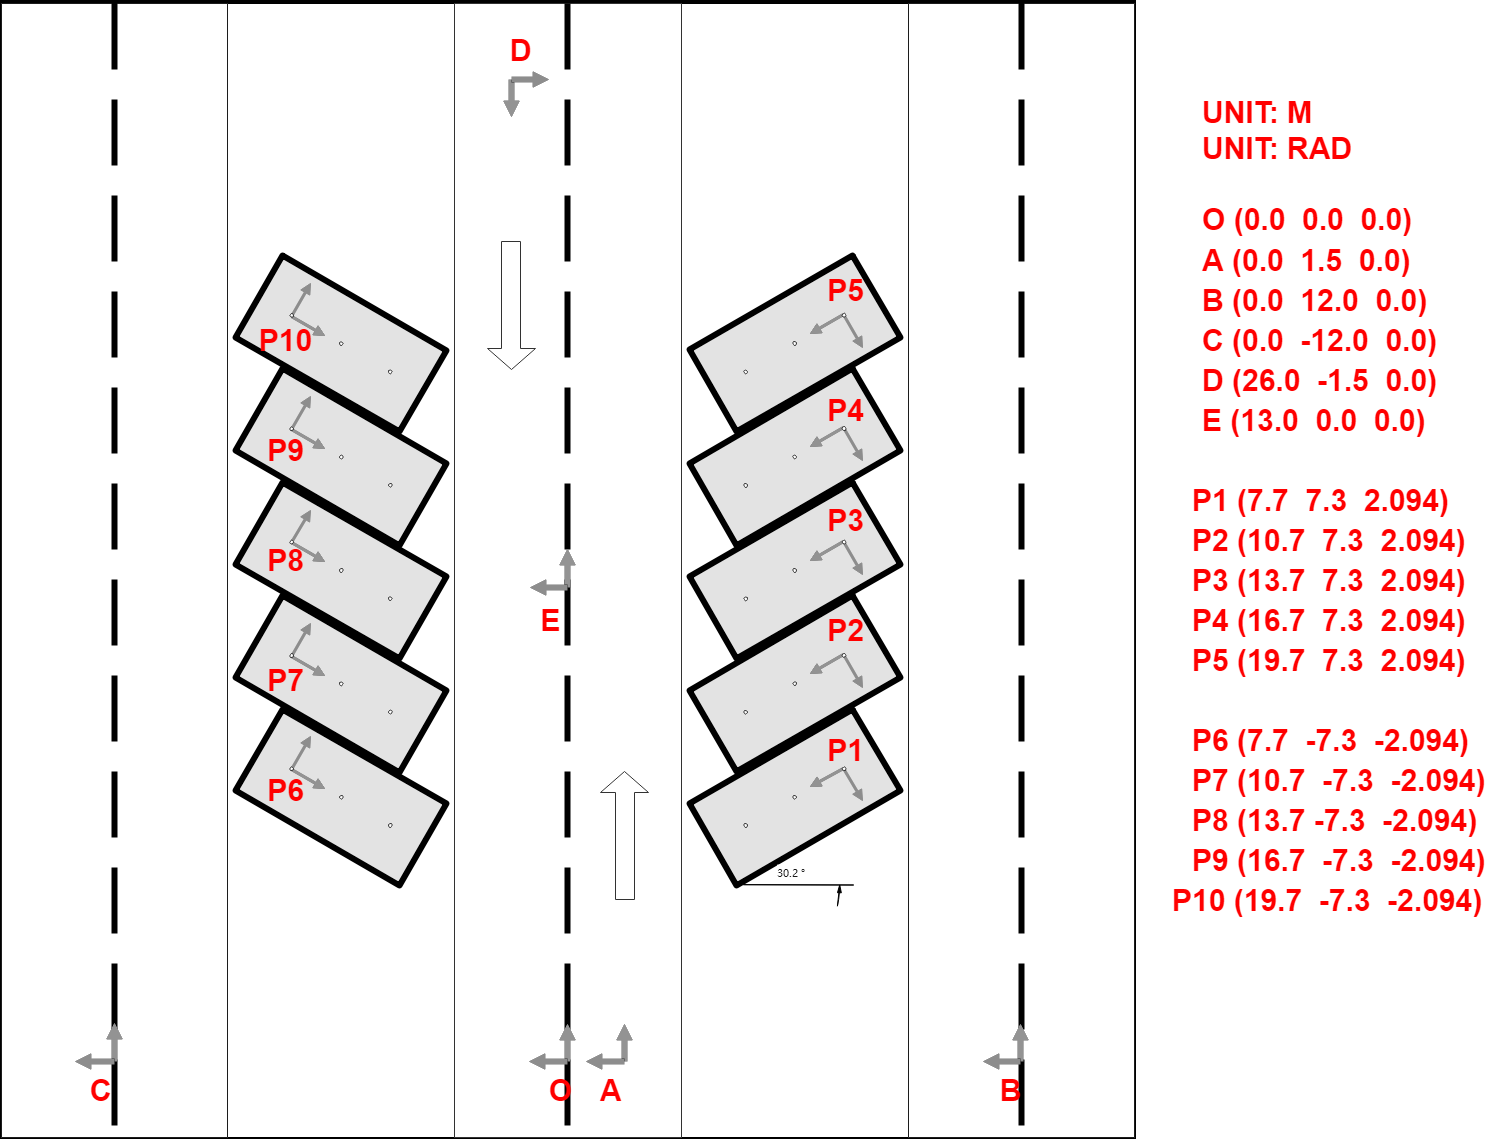 D
P10
P9
P8
P7
P6
E
P5
P4
P3
P2
P1
30.2 °
C
O
A
B
UNIT: M
UNIT: RAD
O (0.0 0.0 0.0)
A (0.0 1.5 0.0)
B (0.0 12.0 0.0)
C (0.0 -12.0 0.0)
D (26.0 -1.5 0.0)
E (13.0 0.0 0.0)
P1 (7.7 7.3 2.094)
P2 (10.7 7.3 2.094)
P3 (13.7 7.3 2.094)
P4 (16.7 7.3 2.094)
P5 (19.7 7.3 2.094)
P6 (7.7 -7.3 -2.094)
P7 (10.7 -7.3 -2.094)
P8 (13.7 -7.3 -2.094)
P9 (16.7 -7.3 -2.094)
P10 (19.7 -7.3 -2.094)